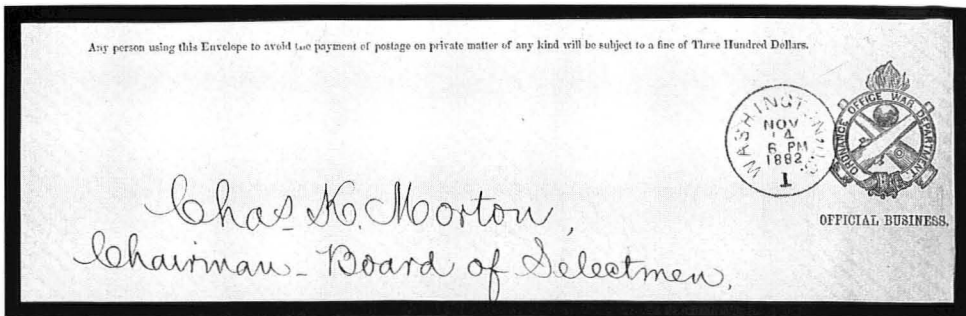 Any person using this Envelope to avoid the payment of postage on private matter of any kind will be subject to a fine of Three Hundred Dollars.
WASHINGTON, D.C.
NOV
14
6 PM
1882
1
ORDNANCE OFFICE WAR DEPARTMENT
OFFICIAL BUSINESS.
Chas. K. Morton,
Chairman - Board of Selectmen,